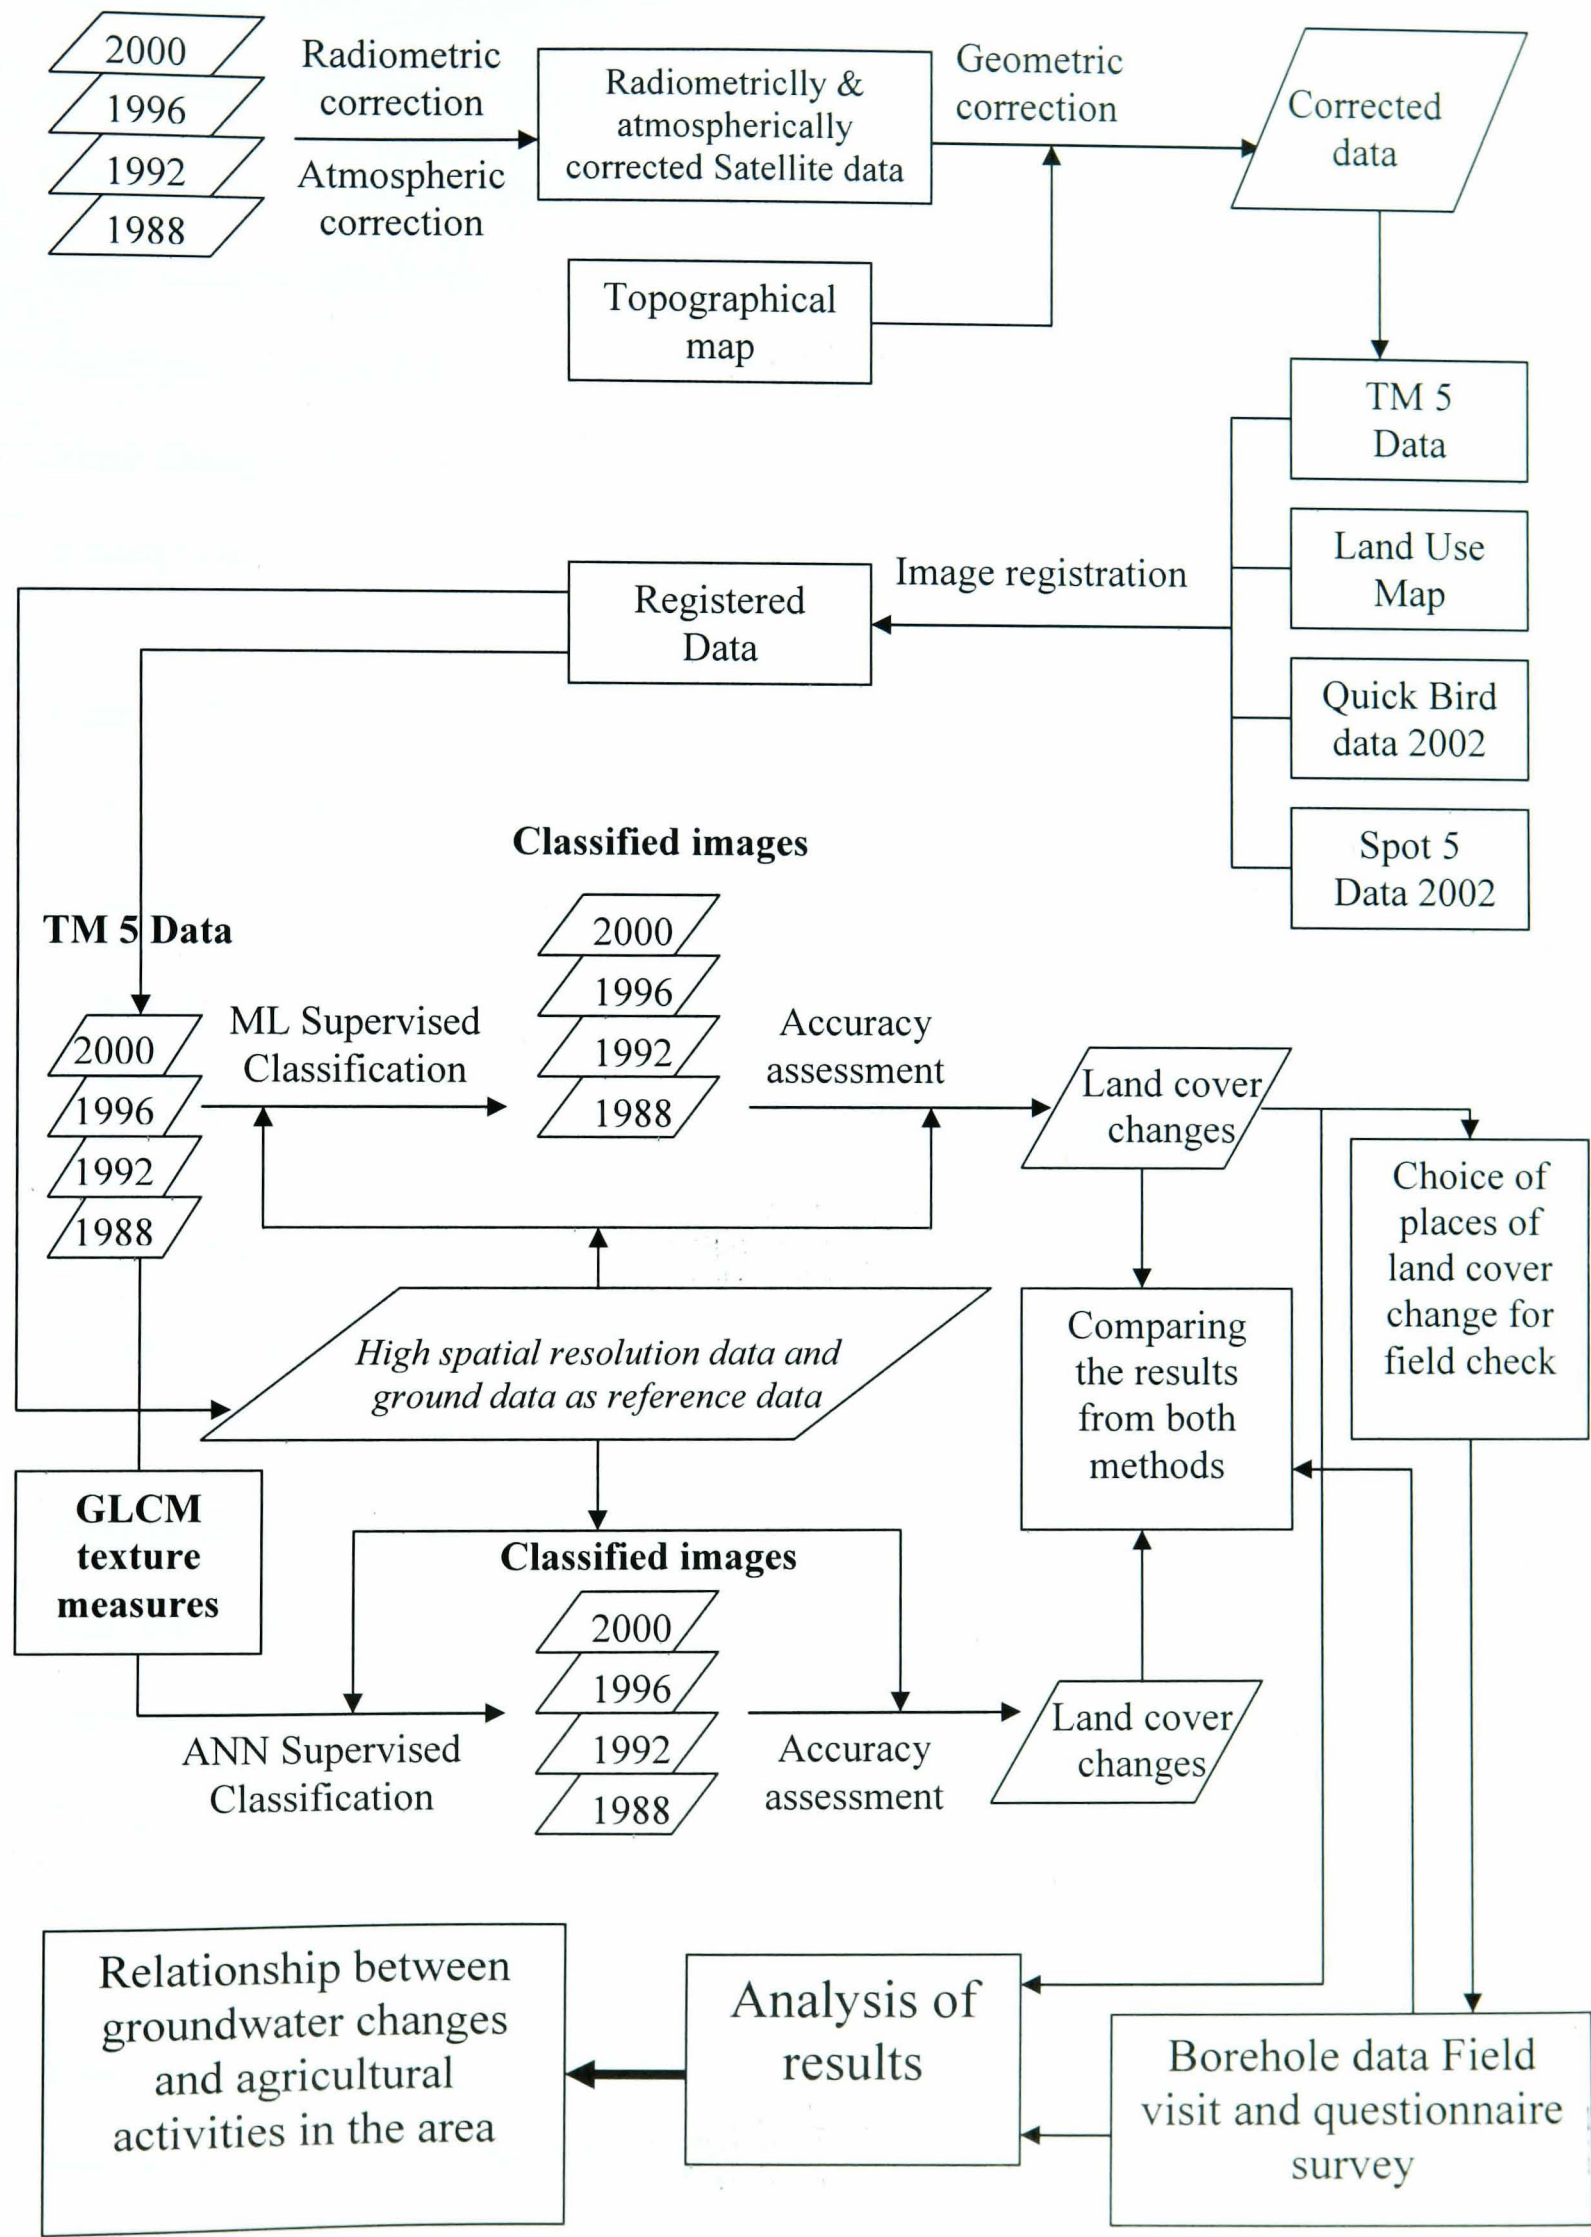 2000
1996
1992
1988
Radiometric
correction
Atmospheric
correction
Radiometriclly &
atmospherically
corrected Satellite data
Geometric
correction
Corrected
data
Topographical
map
TM 5
Data
Land Use
Map
Quick Bird
data 2002
Spot 5
Data 2002
Image registration
Registered
Data
TM 5 Data
2000
1996
1992
1988
ML Supervised
Classification
Classified images
2000
1996
1992
1988
Accuracy
assessment
Land cover
changes
Choice of
places of
land cover
change for
field check
High spatial resolution data and
ground data as reference data
Comparing
the results
from both
methods
GLCM
texture
measures
ANN Supervised
Classification
Classified images
2000
1996
1992
1988
Accuracy
assessment
Land cover
changes
Relationship between
groundwater changes
and agricultural
activities in the area
Analysis of
results
Borehole data Field
visit and questionnaire
survey